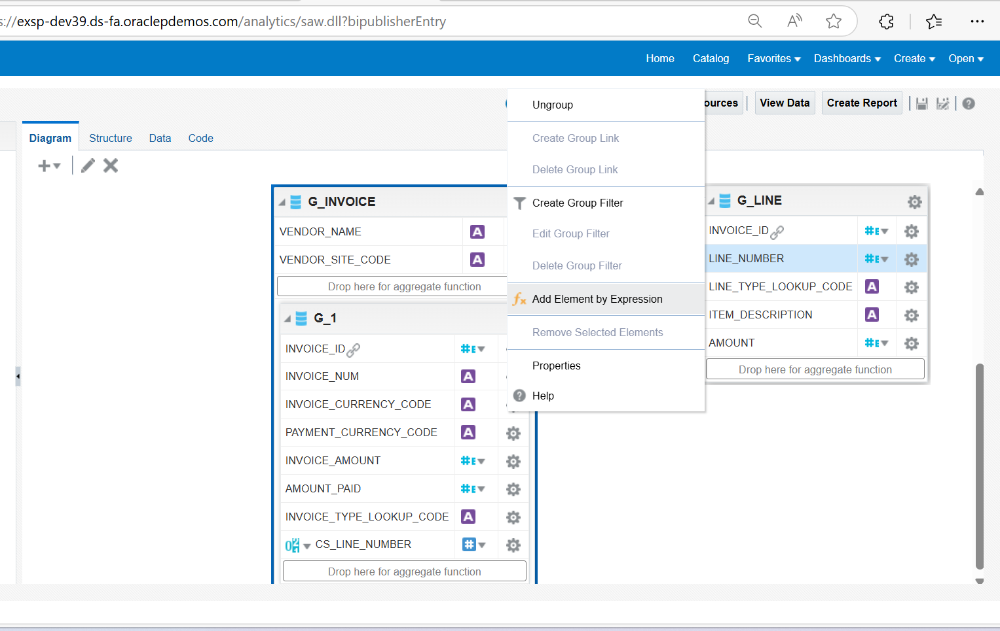 s://exsp-dev39.ds-fa.oraclepdemos.com/analytics/saw.dll?bipublisherEntry
Home Catalog Favorites Dashboards Create Open
ources View Data Create Report
Diagram Structure Data Code
Ungroup
Create Group Link
Delete Group Link
Create Group Filter
Edit Group Filter
Delete Group Filter
Add Element by Expression
Remove Selected Elements
Properties
Help
G_INVOICE
VENDOR_NAME A
VENDOR_SITE_CODE A
Drop here for aggregate function
G_1
INVOICE_ID #E
INVOICE_NUM A
INVOICE_CURRENCY_CODE A
PAYMENT_CURRENCY_CODE A
INVOICE_AMOUNT #E
AMOUNT_PAID #E
INVOICE_TYPE_LOOKUP_CODE A
CS_LINE_NUMBER #
Drop here for aggregate function
G_LINE
INVOICE_ID #E
LINE_NUMBER #E
LINE_TYPE_LOOKUP_CODE A
ITEM_DESCRIPTION A
AMOUNT #E
Drop here for aggregate function